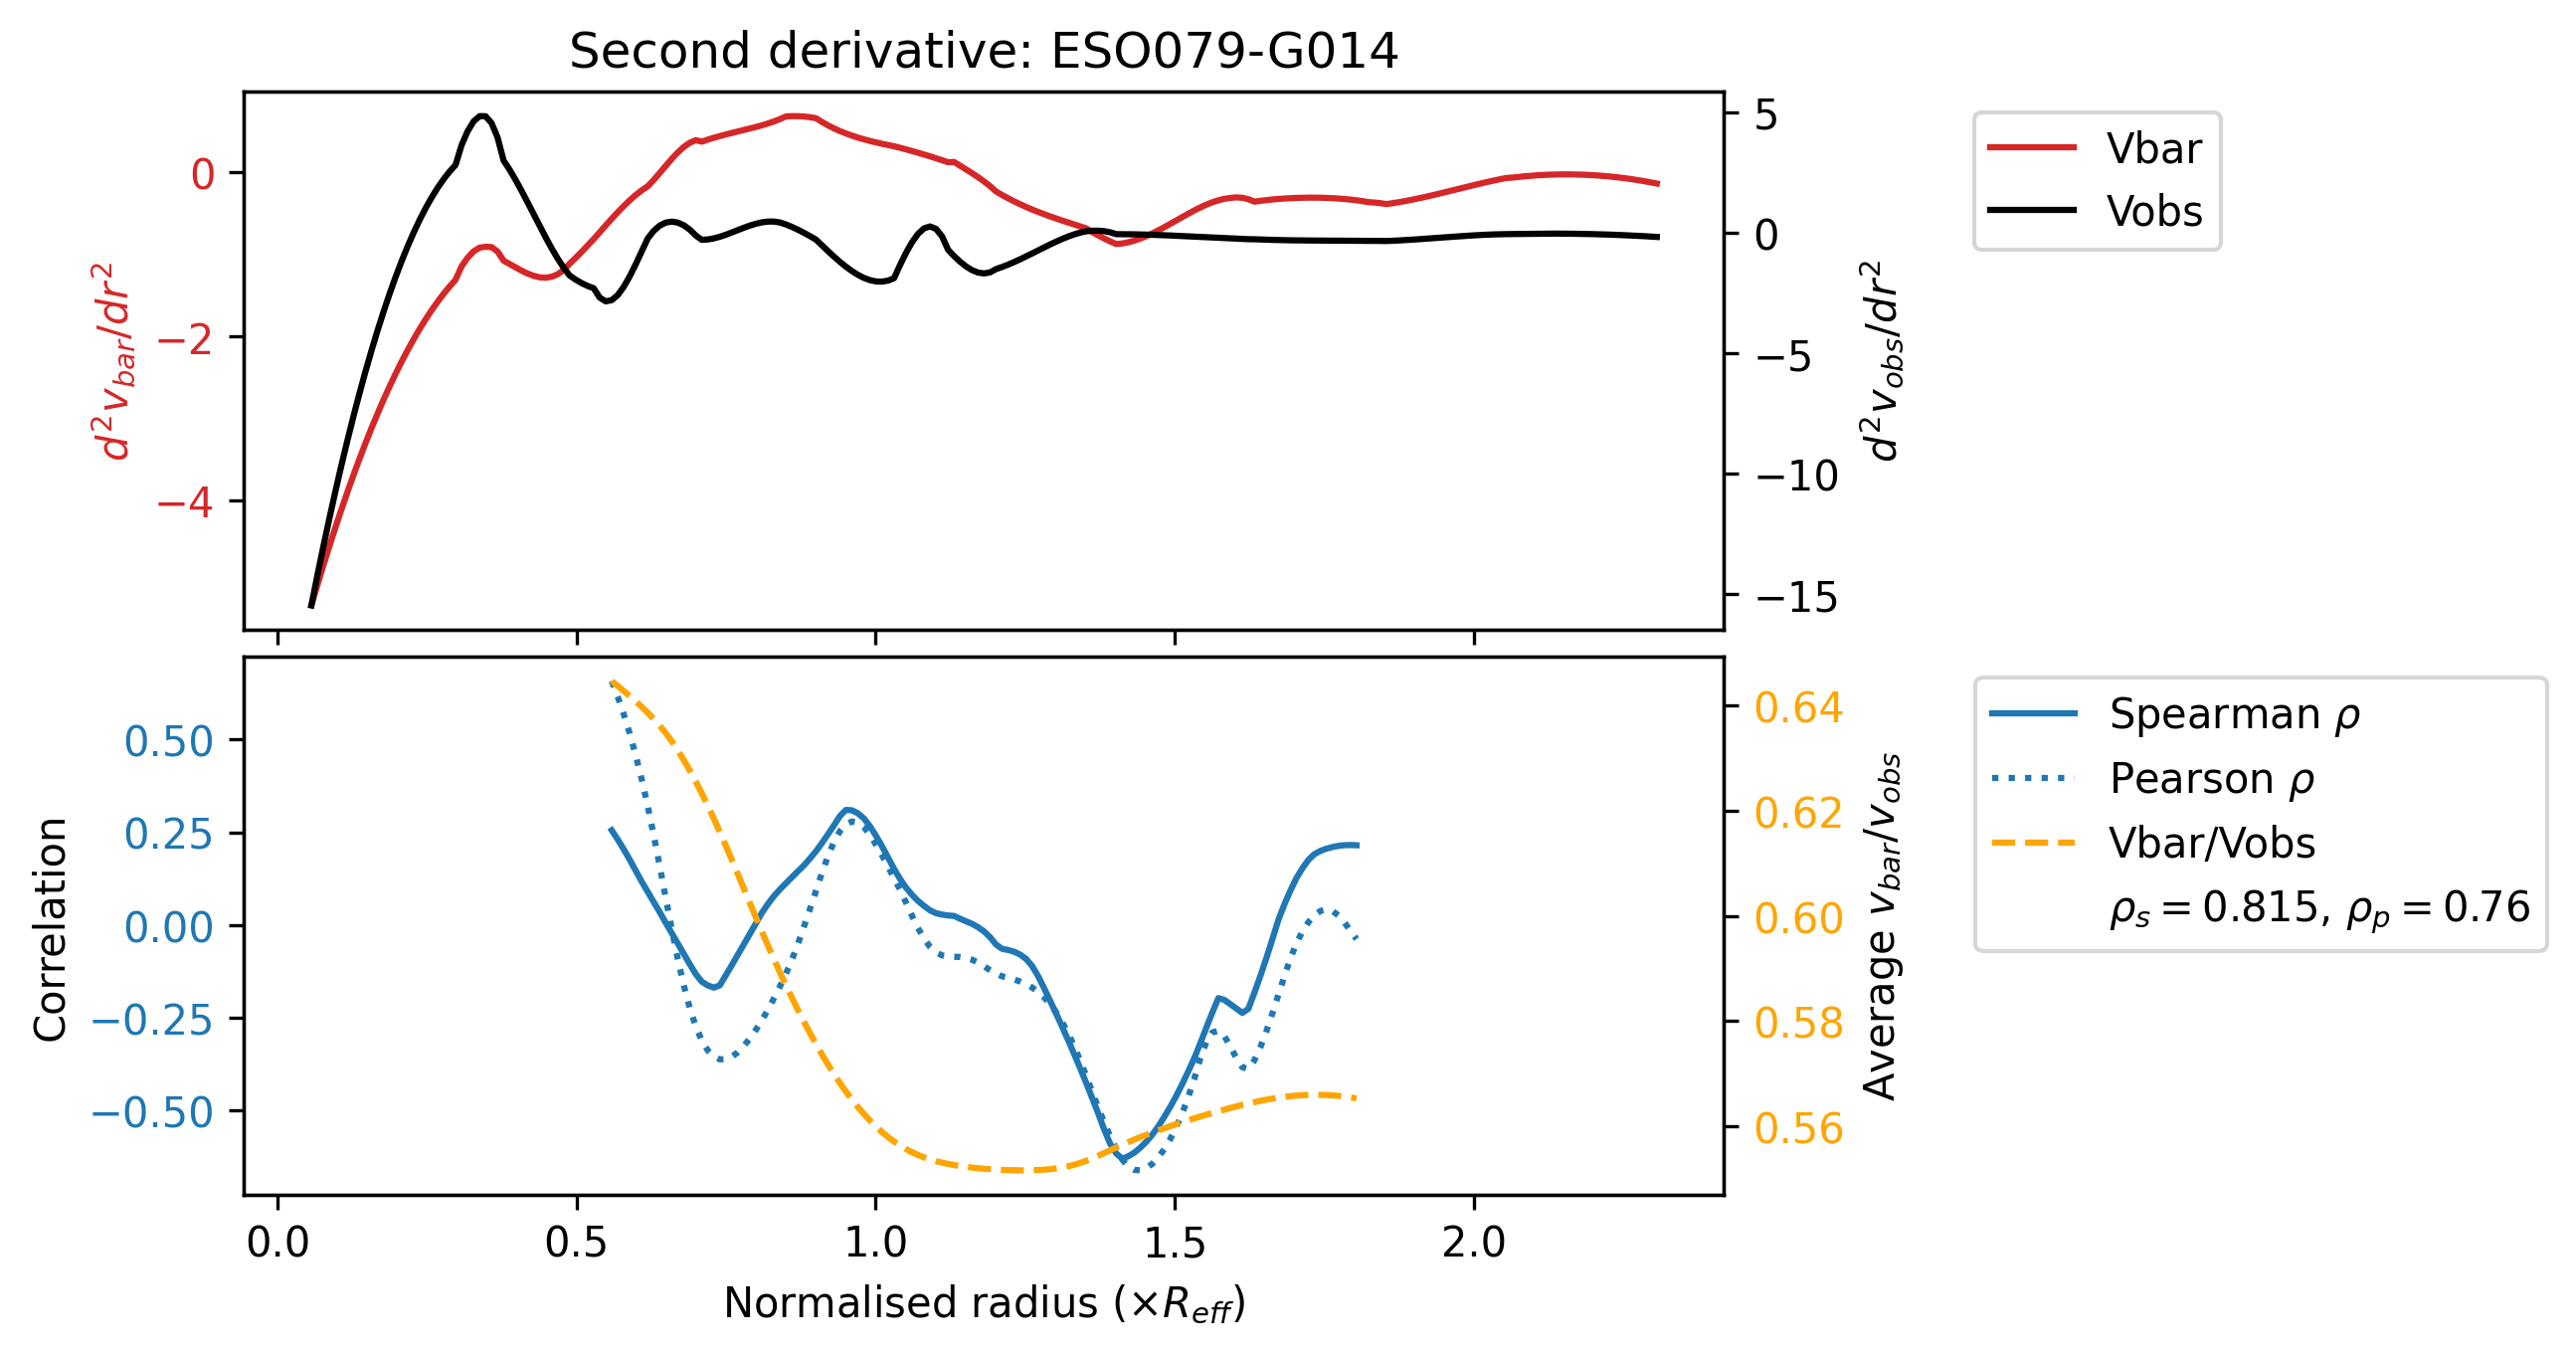 Second derivative: ESO079-G014
0
−2
−4
d²v_bar/dr²
5
0
−5
−10
−15
d²v_obs/dr²
Vbar
Vobs
0.50
0.25
0.00
−0.25
−0.50
Correlation
0.64
0.62
0.60
0.58
0.56
Average v_bar/v_obs
Spearman ρ
Pearson ρ
Vbar/Vobs
ρ_s = 0.815, ρ_p = 0.76
0.0 0.5 1.0 1.5 2.0
Normalised radius (×R_eff)